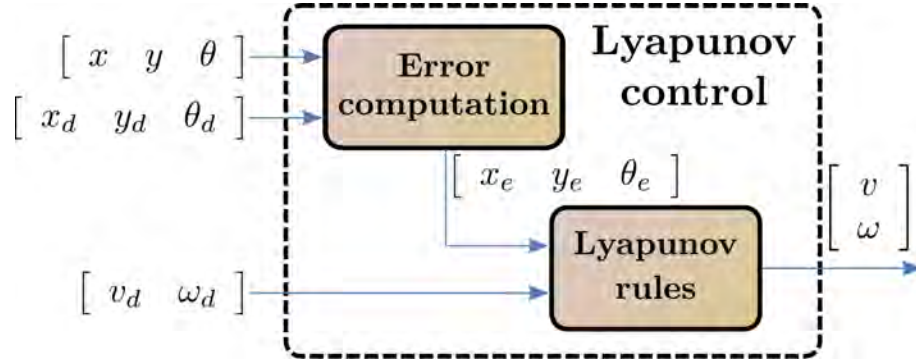 [ x y θ ]
Error
computation
Lyapunov
control
[ x_d y_d θ_d ]
[ x_e y_e θ_e ]
[ v
ω ]
Lyapunov
rules
[ v_d ω_d ]